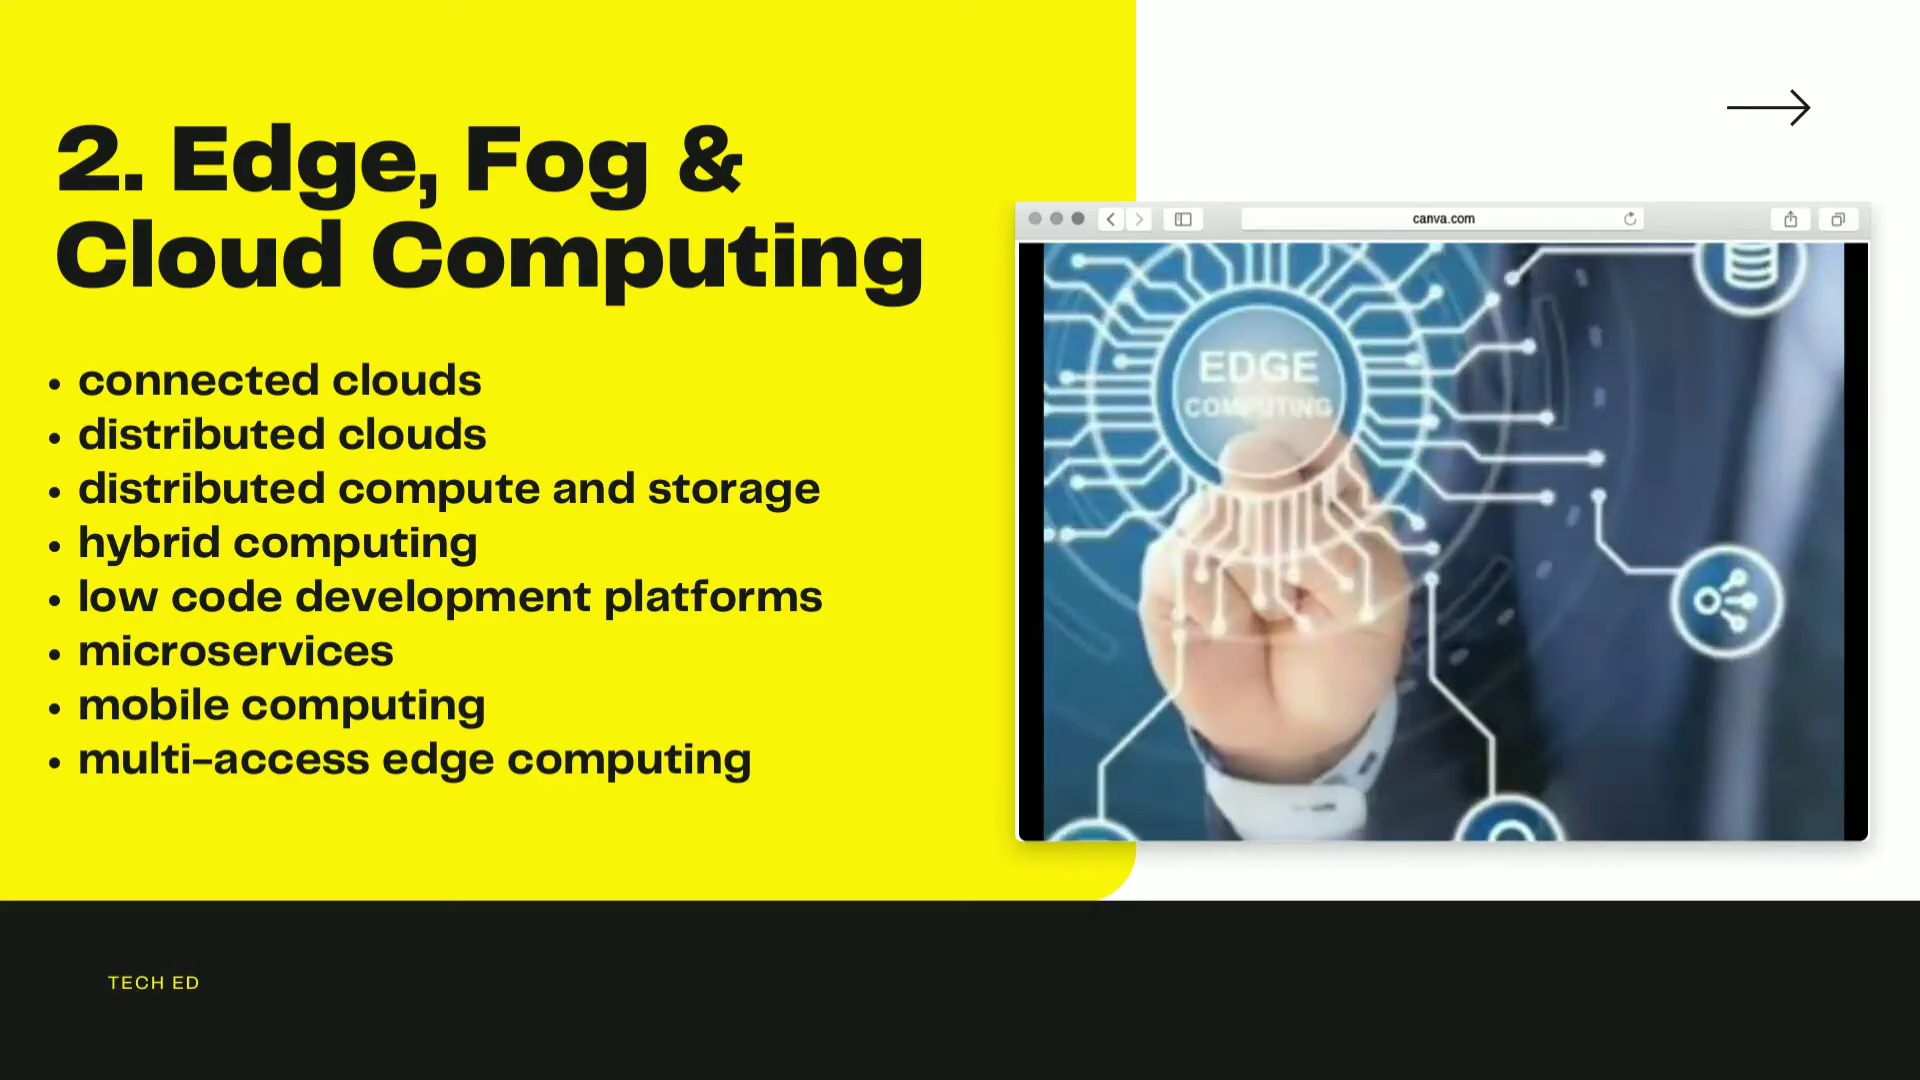 2. Edge, Fog &
Cloud Computing
• connected clouds
• distributed clouds
• distributed compute and storage
• hybrid computing
• low code development platforms
• microservices
• mobile computing
• multi-access edge computing
canva.com
EDGE
COMPUTING
TECH ED